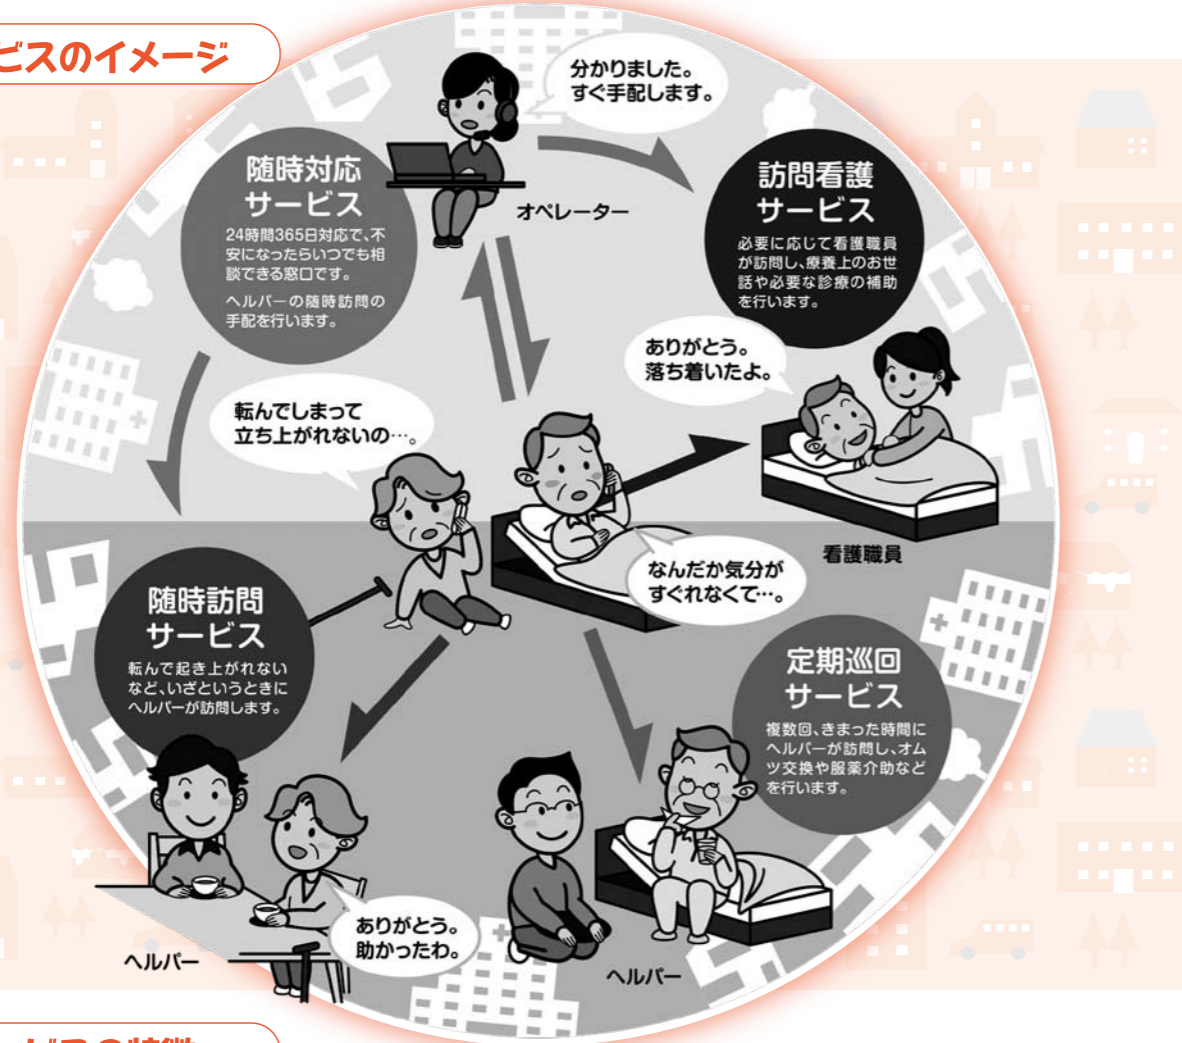 ビスのイメージ
分かりました。
すぐ手配します。
オペレーター
随時対応
サービス
24時間365日対応で、不
安になったらいつでも相
談できる窓口です。
ヘルパーの随時訪問の
手配を行います。
訪問看護
サービス
必要に応じて看護職員
が訪問し、療養上のお世
話や必要な診療の補助
を行います。
ありがとう。
落ち着いたよ。
看護職員
転んでしまって
立ち上がれないの…。
なんだか気分が
すぐれなくて…。
随時訪問
サービス
転んで起き上がれない
など、いざというときに
ヘルパーが訪問します。
定期巡回
サービス
複数回、きまった時間に
ヘルパーが訪問し、オム
ツ交換や服薬介助など
を行います。
ありがとう。
助かったわ。
ヘルパー
ヘルパー
ビスの特徴